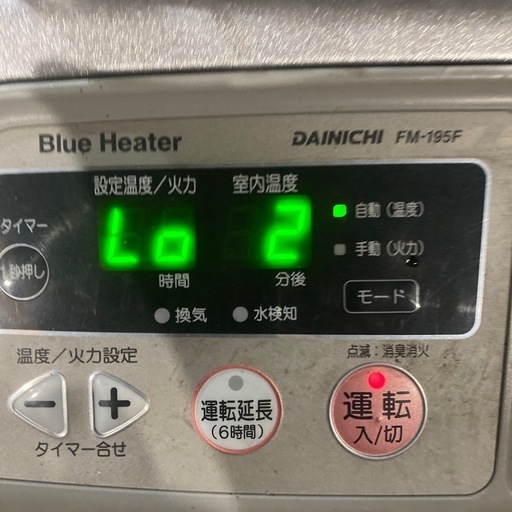 Blue Heater DAINICHI FM-195F
設定温度／火力 室内温度
Lo 2
自動（温度）
手動（火力）
タイマー
1秒押し
時間 分後
モード
換気 水検知
温度／火力設定
点滅：消臭消火
− +
運転延長
（6時間）
運転
入/切
タイマー合せ